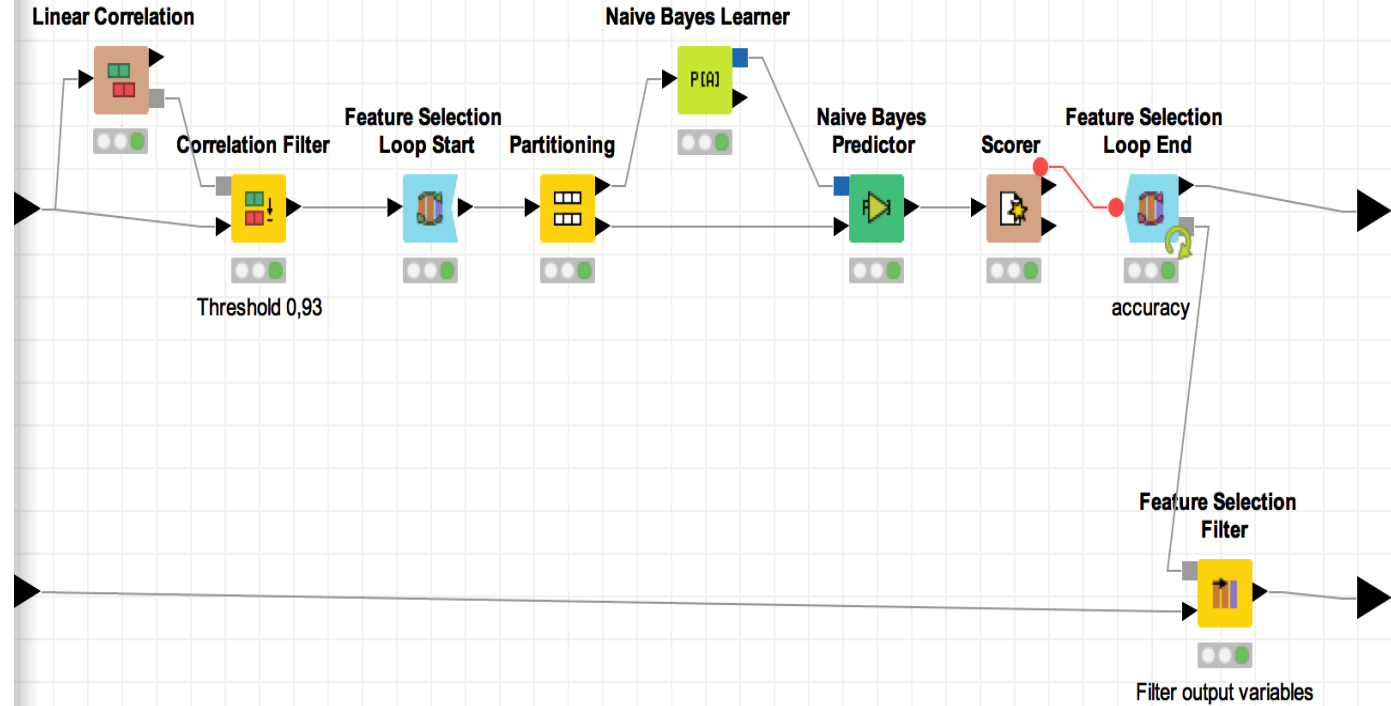 Linear Correlation
Naive Bayes Learner
P[A]
Feature Selection
Loop Start
Naive Bayes
Predictor
Feature Selection
Loop End
Correlation Filter
Partitioning
Scorer
Threshold 0,93
accuracy
Feature Selection
Filter
Filter output variables